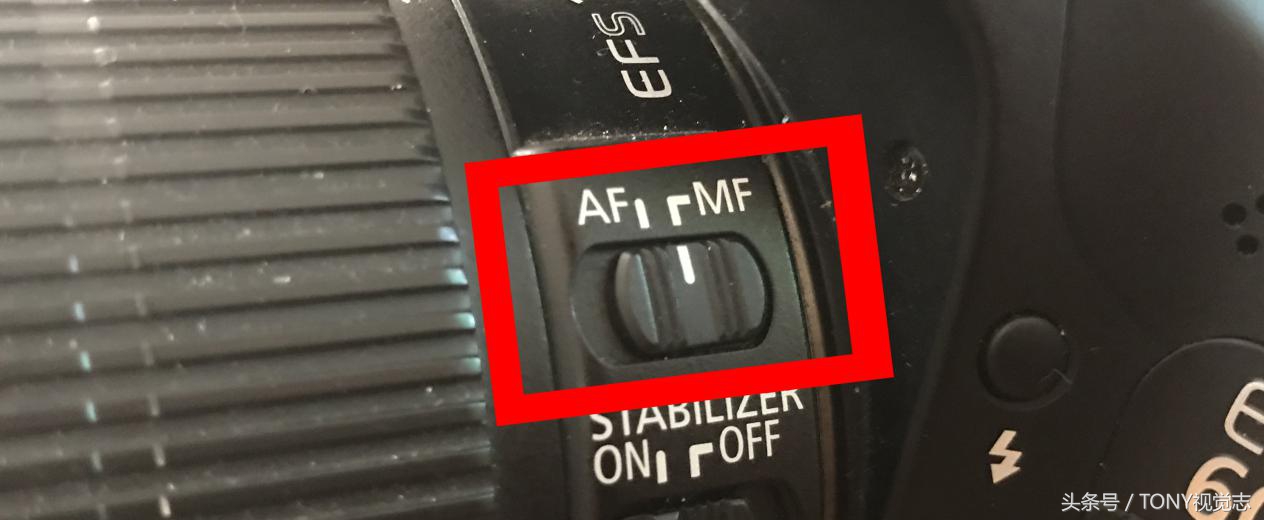 EFS
AF MF
STABILIZER
ON OFF
头条号 / TONY视觉志